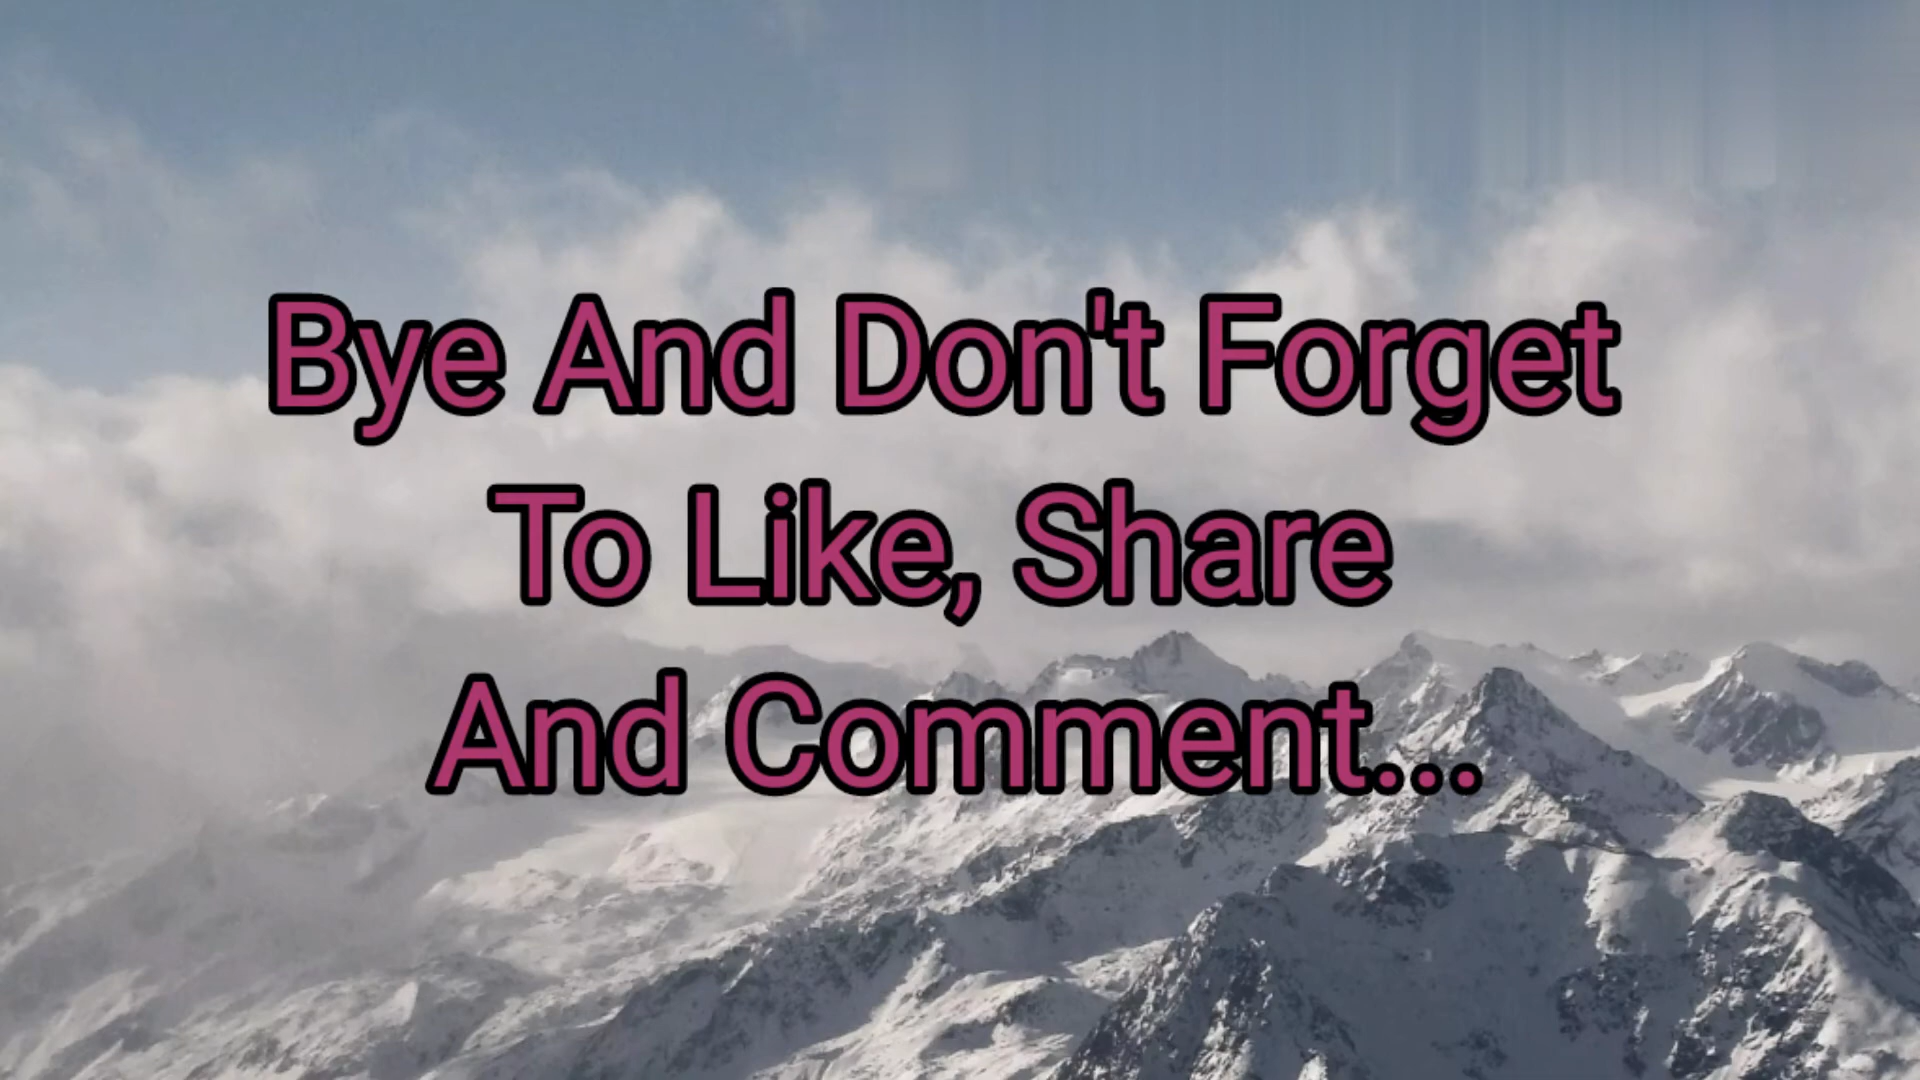 Bye And Don't Forget
To Like, Share
And Comment...